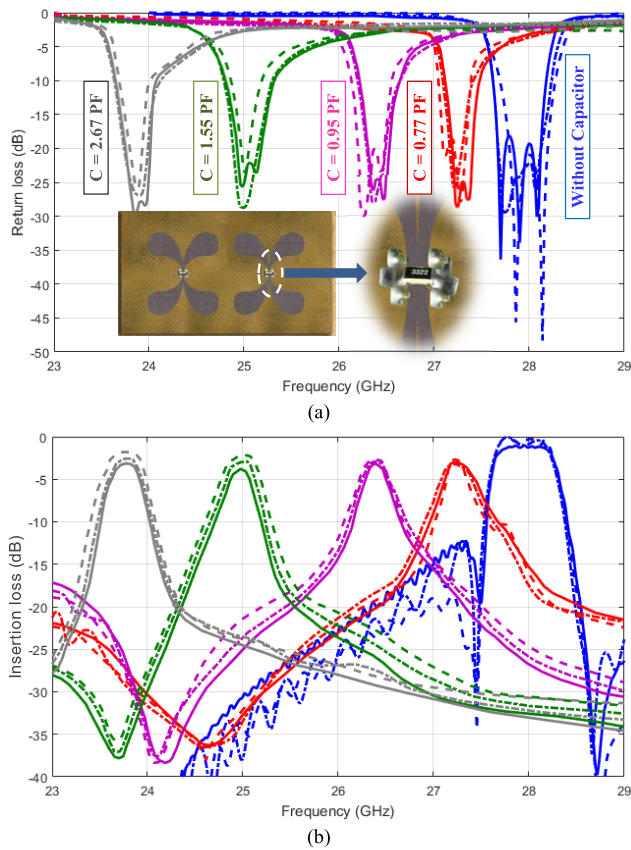 0
-5
-10
-15
-20
-25
-30
-35
-40
-45
-50
Return loss (dB)
C = 2.67 PF
C = 1.55 PF
C = 0.95 PF
C = 0.77 PF
Without Capacitor
3322
23 24 25 26 27 28 29
Frequency (GHz)
(a)
0
-5
-10
-15
-20
-25
-30
-35
-40
Insertion loss (dB)
23 24 25 26 27 28 29
Frequency (GHz)
(b)